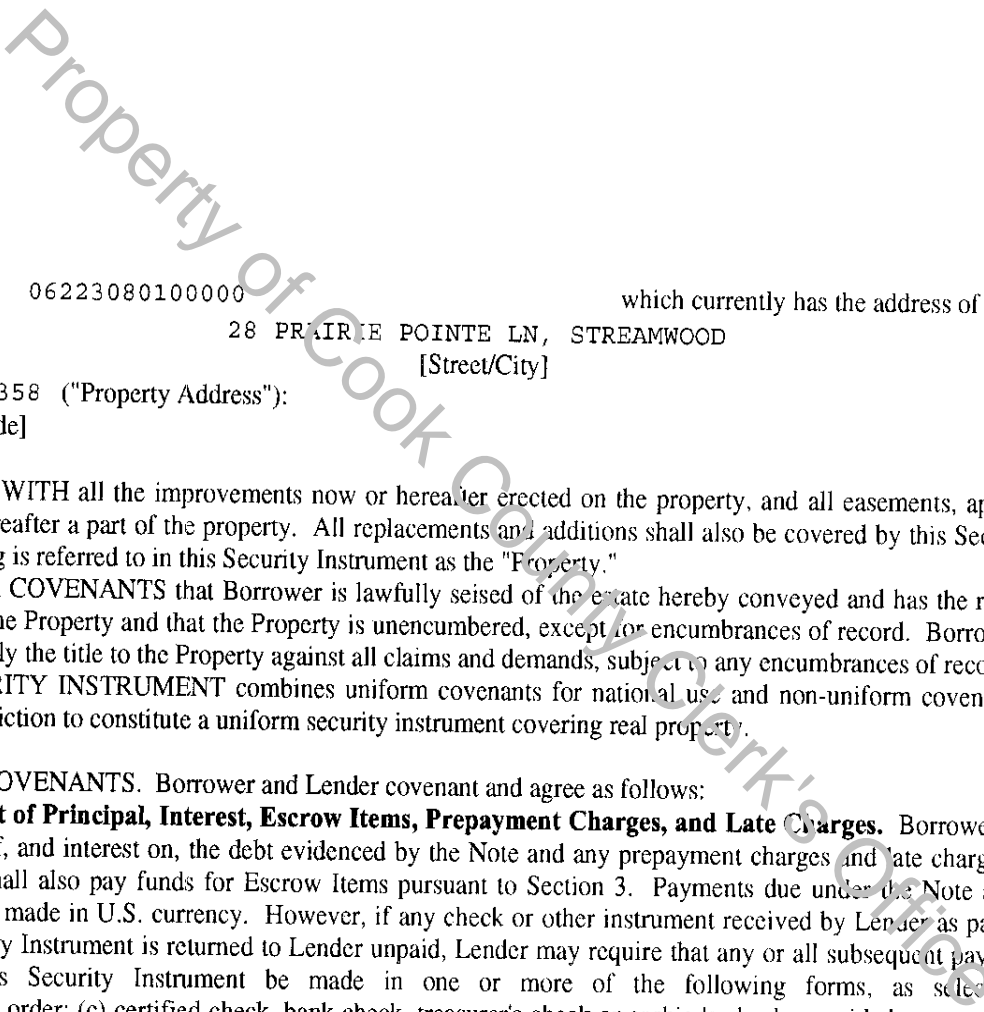 Property of Cook County Clerk's Office
06223080100000 which currently has the address of
28 PRAIRIE POINTE LN, STREAMWOOD
[Street/City]
358 ("Property Address"):
de]
WITH all the improvements now or hereafter erected on the property, and all easements, ap
eafter a part of the property. All replacements and additions shall also be covered by this Sec
g is referred to in this Security Instrument as the "Property."
COVENANTS that Borrower is lawfully seised of the estate hereby conveyed and has the r
ne Property and that the Property is unencumbered, except for encumbrances of record. Borro
ly the title to the Property against all claims and demands, subject to any encumbrances of reco
RITY INSTRUMENT combines uniform covenants for national use and non-uniform coven
iction to constitute a uniform security instrument covering real property.
OVENANTS. Borrower and Lender covenant and agree as follows:
t of Principal, Interest, Escrow Items, Prepayment Charges, and Late Charges. Borrowe
f, and interest on, the debt evidenced by the Note and any prepayment charges and late charg
hall also pay funds for Escrow Items pursuant to Section 3. Payments due under the Note
made in U.S. currency. However, if any check or other instrument received by Lender as pa
y Instrument is returned to Lender unpaid, Lender may require that any or all subsequent pay
s Security Instrument be made in one or more of the following forms, as selec
order; (c) certified check, bank check, treasurer's check